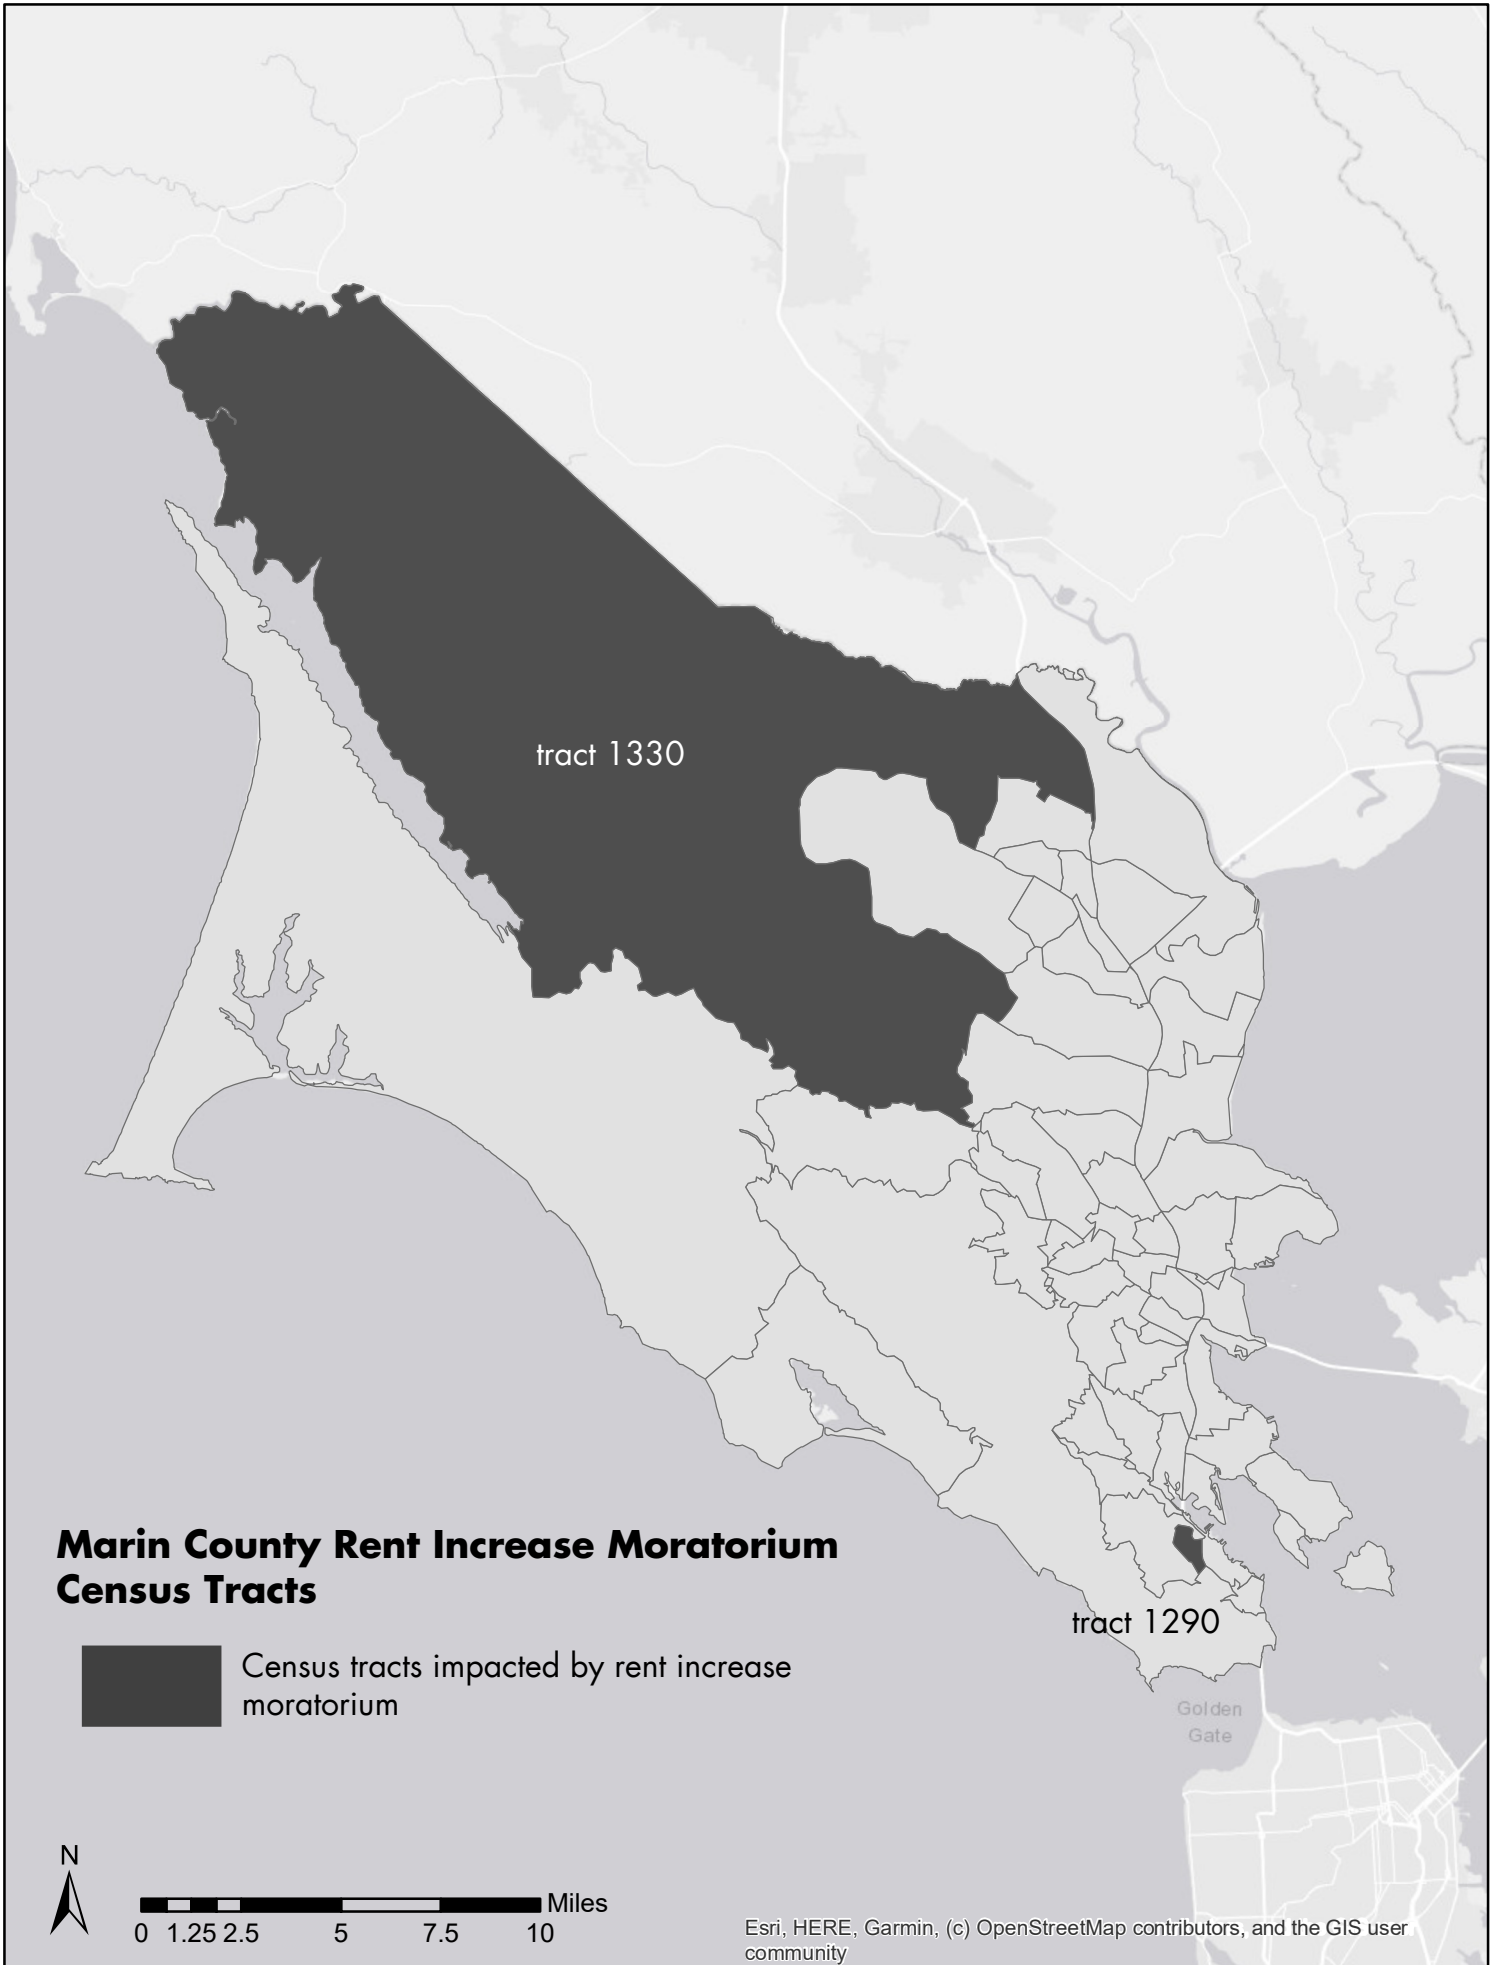 tract 1330
Marin County Rent Increase Moratorium
Census Tracts
tract 1290
Census tracts impacted by rent increase
moratorium
Golden
Gate
N
Miles
0 1.25 2.5 5 7.5 10
Esri, HERE, Garmin, (c) OpenStreetMap contributors, and the GIS user
community